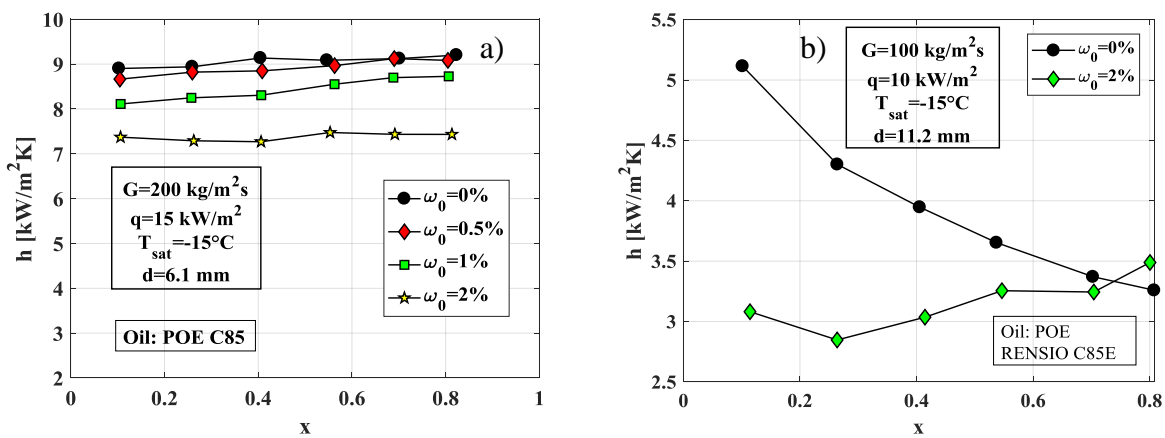 a)
h [kW/m²K]
10
9
8
7
6
5
4
3
2
0
0.2
0.4
0.6
0.8
1
x
G=200 kg/m²s
q=15 kW/m²
T_sat=-15°C
d=6.1 mm
ω₀=0%
ω₀=0.5%
ω₀=1%
ω₀=2%
Oil: POE C85
b)
h [kW/m²K]
5.5
5
4.5
4
3.5
3
2.5
0
0.2
0.4
0.6
0.8
x
G=100 kg/m²s
q=10 kW/m²
T_sat=-15°C
d=11.2 mm
ω₀=0%
ω₀=2%
Oil: POE
RENSIO C85E